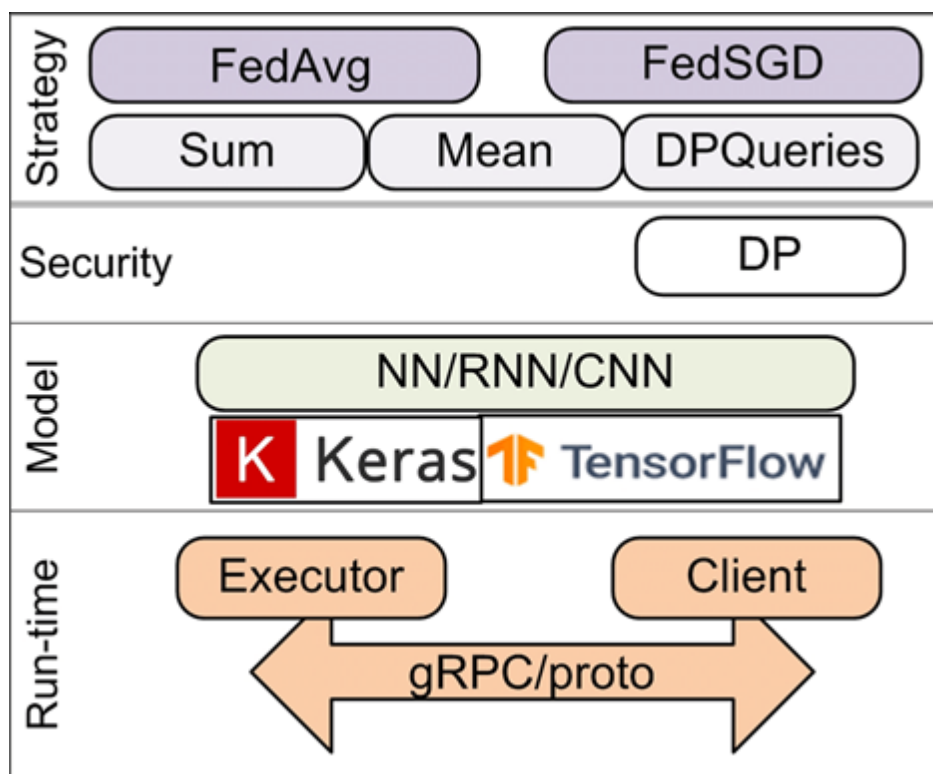 Strategy
FedAvg
FedSGD
Sum
Mean
DPQueries
Security
DP
Model
NN/RNN/CNN
K Keras
TensorFlow
Run-time
Executor
Client
gRPC/proto